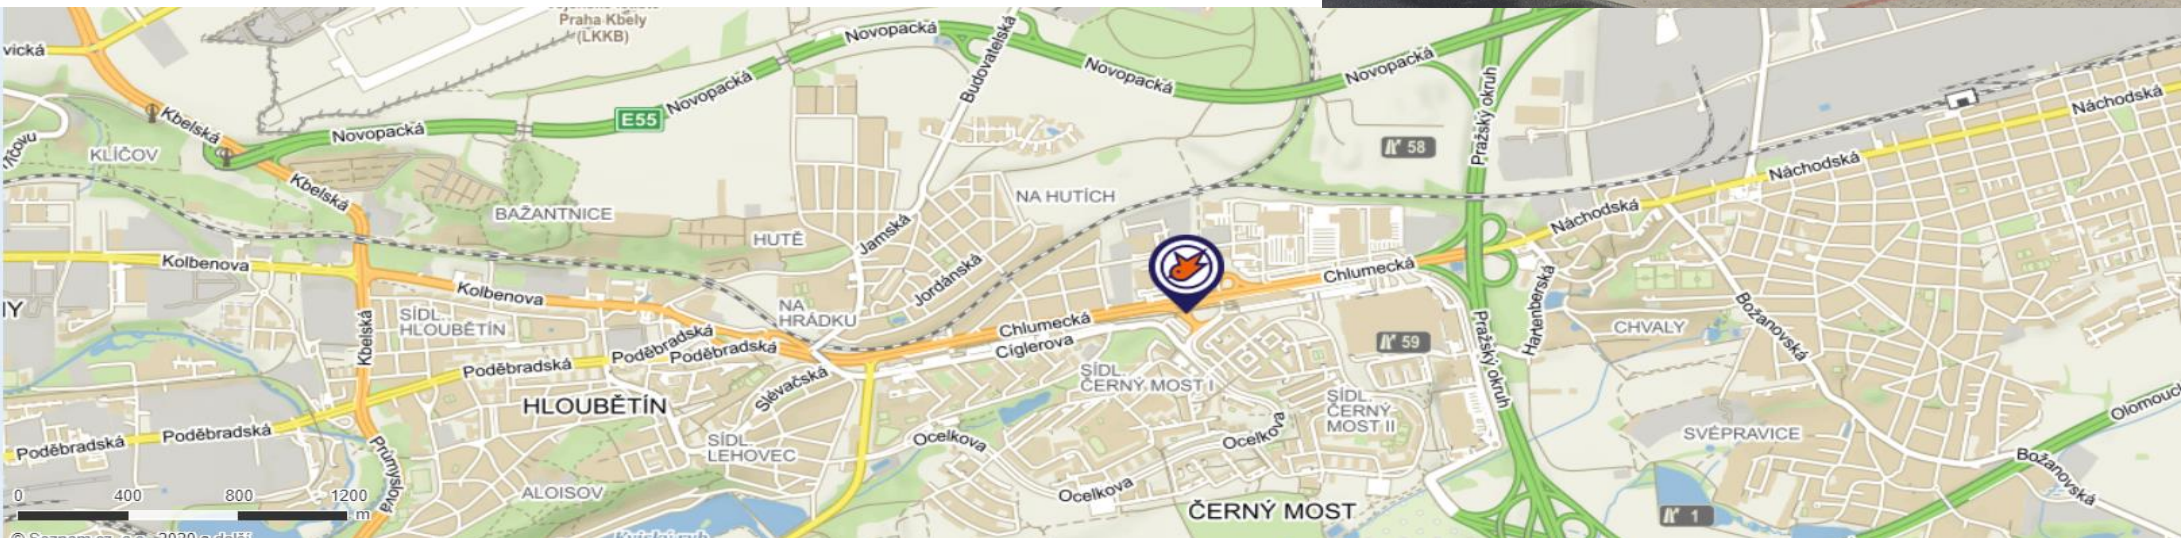 Praha Kbely
(LKKB)
Novopacká
Budovatelská
vická
Novopacká
Novopacká
Novopacká
Pražský okruh
Kbelská
E55
Novopacká
Náchodská
KLÍČOV
58
Náchodská
Kbelská
BAŽANTNICE
NA HUTÍCH
Náchodská
HUTĚ
Jamská
Kolbenova
Jordánská
Chlumecká
Hartenberská
Kolbenova
SÍDL.
HLOUBĚTÍN
NA
HRÁDKU
Chlumecká
Božanovská
CHVALY
Kbelská
Poděbradská
Poděbradská
Cíglerova
59
Pražský okruh
Poděbradská
Slévačská
SÍDL.
ČERNÝ MOST I
HLOUBĚTÍN
SÍDL.
ČERNÝ
MOST II
Olomouc
Poděbradská
Poděbradská
SÍDL.
LEHOVEC
Ocelkova
Ocelkova
SVÉPRAVICE
Průmyslová
Božanovská
ALOISOV
Ocelkova
0 400 800 1200
m
ČERNÝ MOST
1